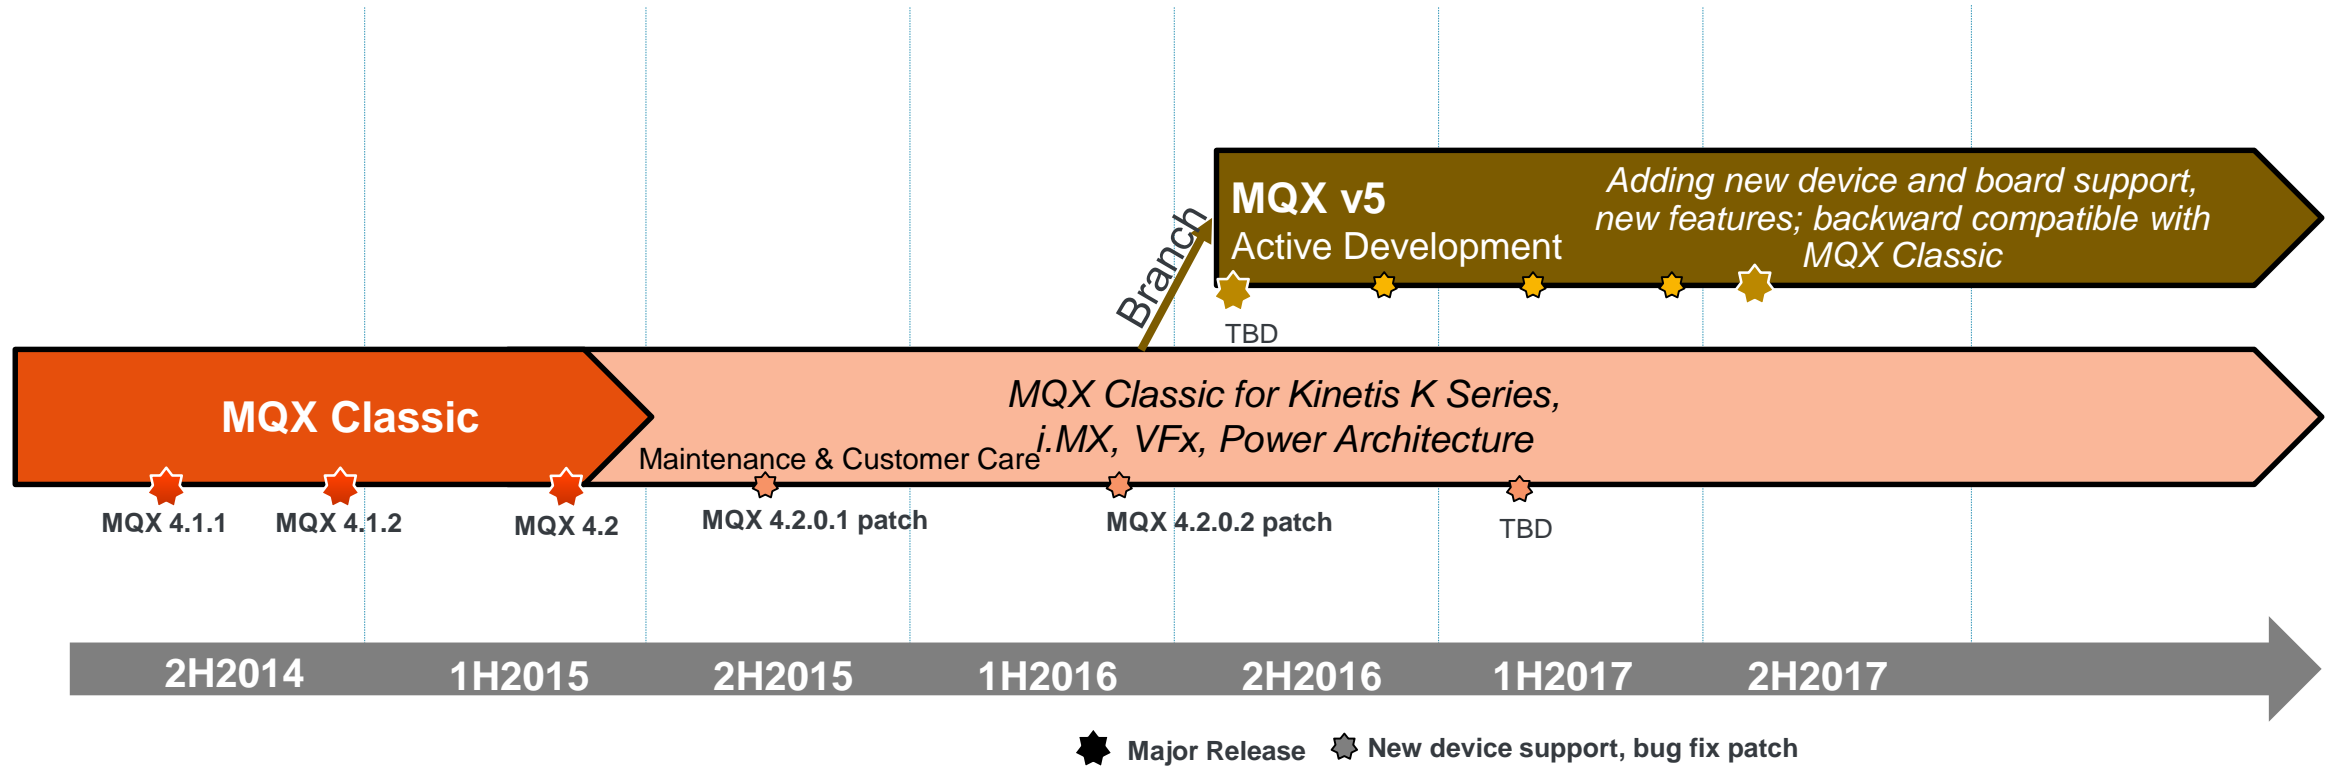 MQX v5
Active Development
Adding new device and board support,
new features; backward compatible with
MQX Classic
Branch
TBD
MQX Classic
MQX Classic for Kinetis K Series,
i.MX, VFx, Power Architecture
Maintenance & Customer Care
MQX 4.1.1
MQX 4.1.2
MQX 4.2
MQX 4.2.0.1 patch
MQX 4.2.0.2 patch
TBD
2H2014
1H2015
2H2015
1H2016
2H2016
1H2017
2H2017
Major Release
New device support, bug fix patch